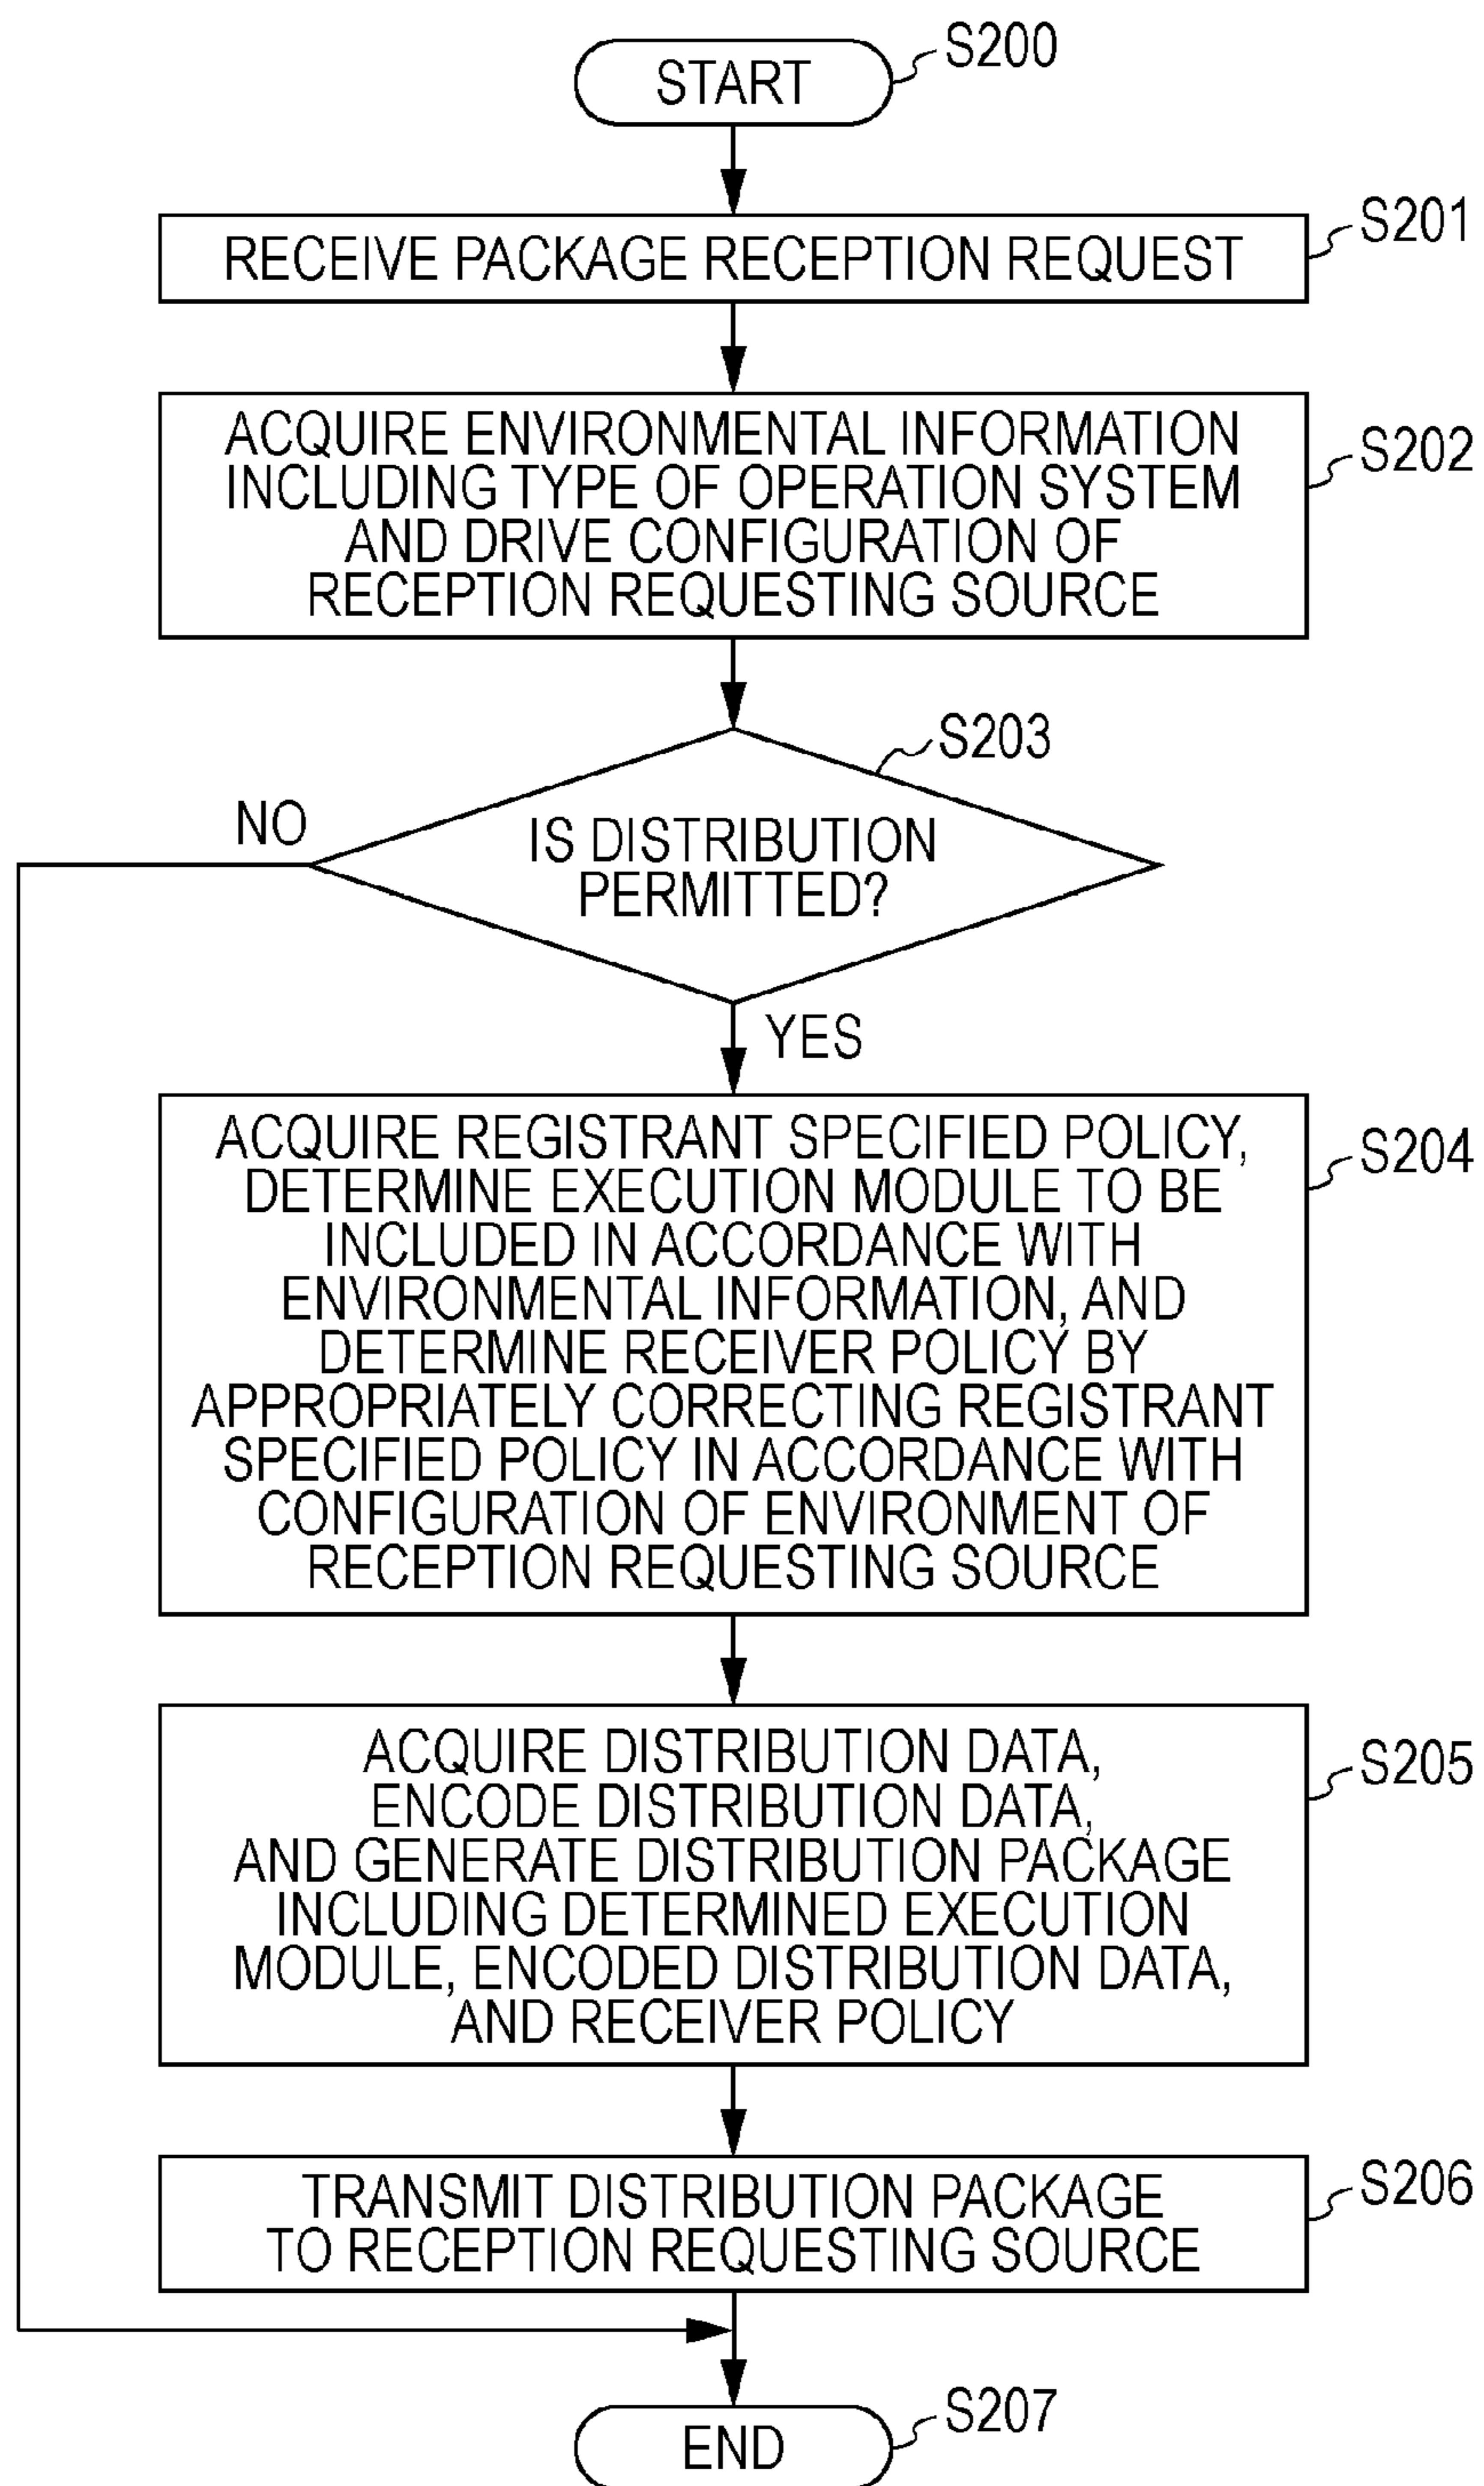 START
S200
RECEIVE PACKAGE RECEPTION REQUEST
S201
ACQUIRE ENVIRONMENTAL INFORMATION
INCLUDING TYPE OF OPERATION SYSTEM
AND DRIVE CONFIGURATION OF
RECEPTION REQUESTING SOURCE
S202
S203
NO
IS DISTRIBUTION
PERMITTED?
YES
ACQUIRE REGISTRANT SPECIFIED POLICY,
DETERMINE EXECUTION MODULE TO BE
INCLUDED IN ACCORDANCE WITH
ENVIRONMENTAL INFORMATION, AND
DETERMINE RECEIVER POLICY BY
APPROPRIATELY CORRECTING REGISTRANT
SPECIFIED POLICY IN ACCORDANCE WITH
CONFIGURATION OF ENVIRONMENT OF
RECEPTION REQUESTING SOURCE
S204
ACQUIRE DISTRIBUTION DATA,
ENCODE DISTRIBUTION DATA,
AND GENERATE DISTRIBUTION PACKAGE
INCLUDING DETERMINED EXECUTION
MODULE, ENCODED DISTRIBUTION DATA,
AND RECEIVER POLICY
S205
TRANSMIT DISTRIBUTION PACKAGE
TO RECEPTION REQUESTING SOURCE
S206
END
S207